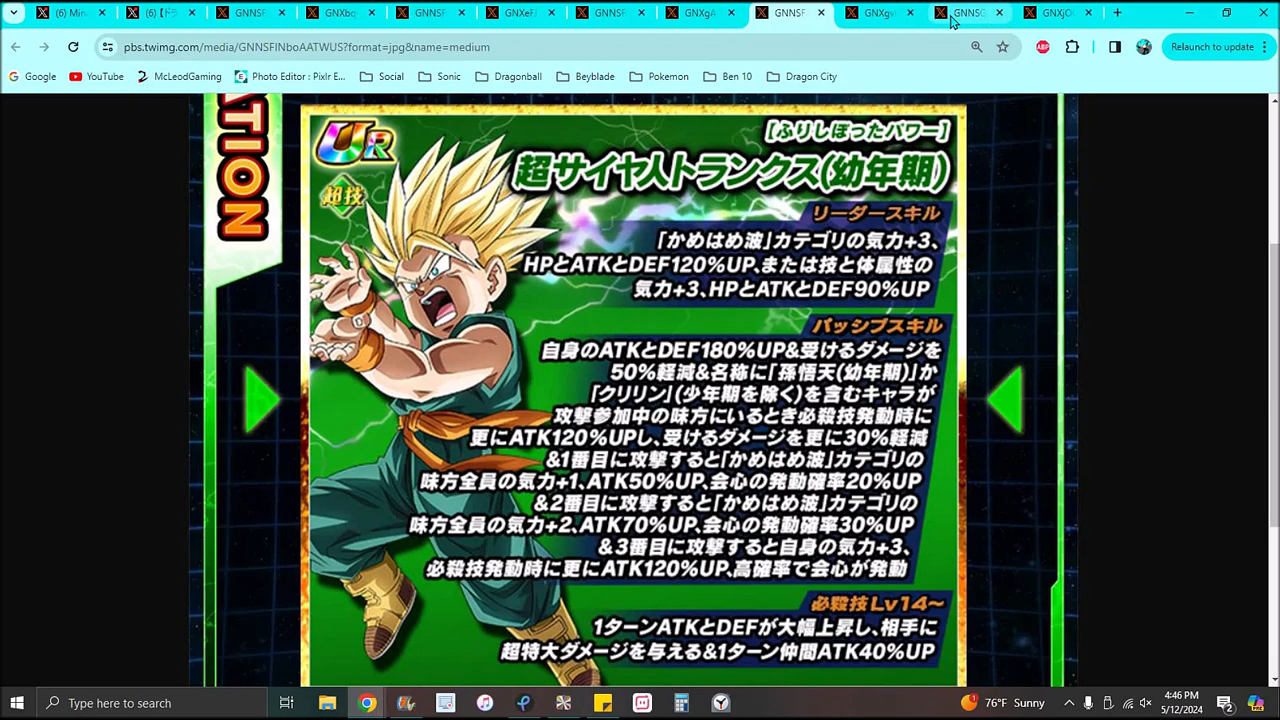 (6) Mina
(6) 【ド
GNNSF
GNXbq
GNNSF
GNXeFJ
GNNSF
GNXgA
GNNSF
GNXgv
GNNSG
GNXjO
pbs.twimg.com/media/GNNSFINboAATWUS?format=jpg&name=medium
ABP
Relaunch to update
Google
YouTube
McLeodGaming
Photo Editor : Pixlr E...
Social
Sonic
Dragonball
Beyblade
Pokemon
Ben 10
Dragon City
ATION
UR
超技
[ふりしぼったパワー]
超サイヤ人トランクス(幼年期)
リーダースキル
「かめはめ波」カテゴリの気力+3、
HPとATKとDEF120%UP、または技と体属性の
気力+3、HPとATKとDEF90%UP
パッシブスキル
自身のATKとDEF180%UP&受けるダメージを
50%軽減&名称に「孫悟天(幼年期)」か
「クリリン」(少年期を除く)を含むキャラが
攻撃参加中の味方にいるとき必殺技発動時に
更にATK120%UPし、受けるダメージを更に30%軽減
&1番目に攻撃すると「かめはめ波」カテゴリの
味方全員の気力+1、ATK50%UP、会心の発動確率20%UP
&2番目に攻撃すると「かめはめ波」カテゴリの
味方全員の気力+2、ATK70%UP、会心の発動確率30%UP
&3番目に攻撃すると自身の気力+3、
必殺技発動時に更にATK120%UP、高確率で会心が発動
必殺技Lv14~
1ターンATKとDEFが大幅上昇し、相手に
超特大ダメージを与える&1ターン仲間ATK40%UP
Type here to search
76°F Sunny
4:46 PM
5/12/2024
2